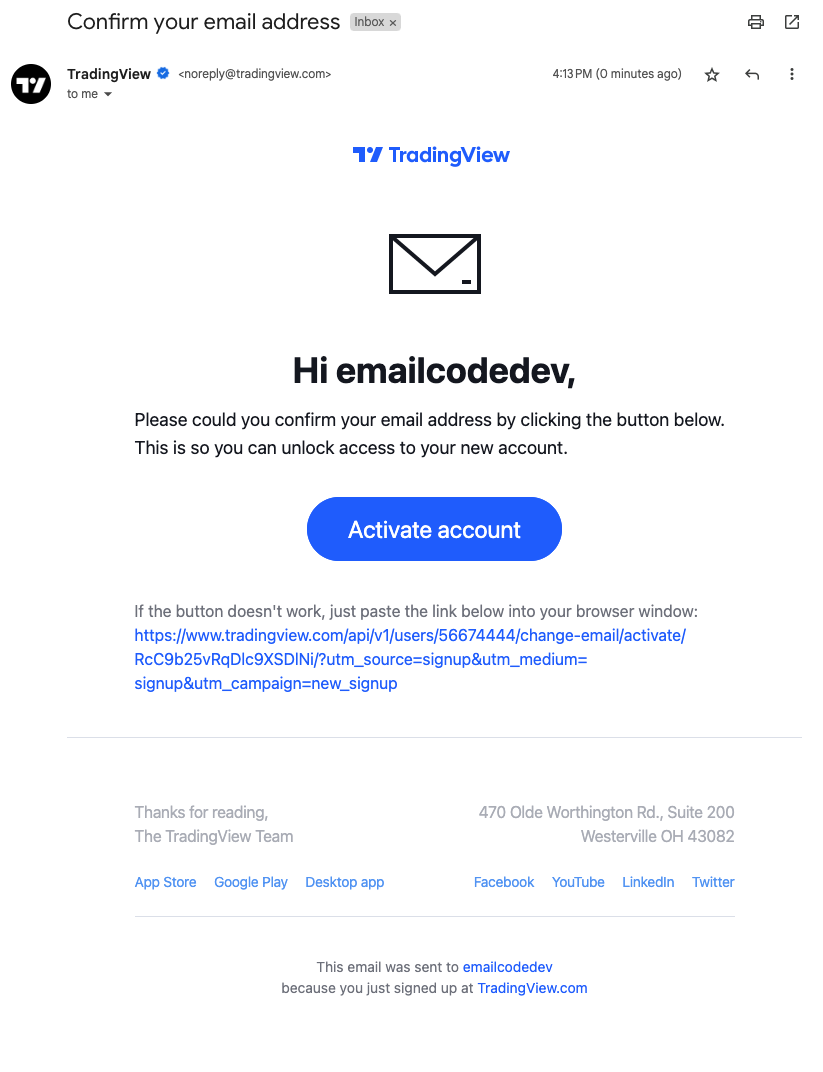 Confirm your email address Inbox ×
TradingView <noreply@tradingview.com> 4:13 PM (0 minutes ago)
to me
TradingView
Hi emailcodedev,
Please could you confirm your email address by clicking the button below.
This is so you can unlock access to your new account.
Activate account
If the button doesn't work, just paste the link below into your browser window:
https://www.tradingview.com/api/v1/users/56674444/change-email/activate/
RcC9b25vRqDlc9XSDlNi/?utm_source=signup&utm_medium=
signup&utm_campaign=new_signup
Thanks for reading,
The TradingView Team
470 Olde Worthington Rd., Suite 200
Westerville OH 43082
App Store Google Play Desktop app
Facebook YouTube LinkedIn Twitter
This email was sent to emailcodedev
because you just signed up at TradingView.com